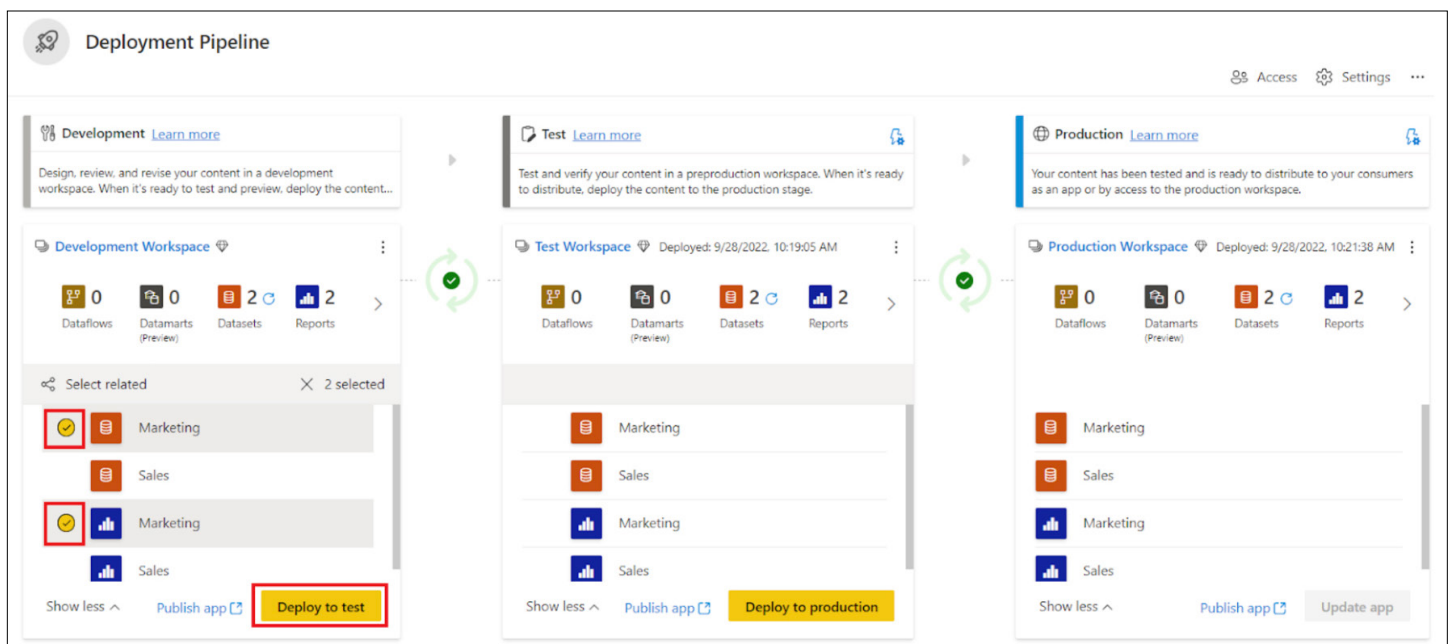 Deployment Pipeline
Access Settings ...
Development Learn more
Design, review, and revise your content in a development
workspace. When it's ready to test and preview, deploy the content...
Test Learn more
Test and verify your content in a preproduction workspace. When it's ready
to distribute, deploy the content to the production stage.
Production Learn more
Your content has been tested and is ready to distribute to your consumers
as an app or by access to the production workspace.
Development Workspace
0 0 2 2
Dataflows Datamarts Datasets Reports
(Preview)
Select related 2 selected
Marketing
Sales
Marketing
Sales
Show less Publish app Deploy to test
Test Workspace Deployed: 9/28/2022, 10:19:05 AM
0 0 2 2
Dataflows Datamarts Datasets Reports
(Preview)
Marketing
Sales
Marketing
Sales
Show less Publish app Deploy to production
Production Workspace Deployed: 9/28/2022, 10:21:38 AM
0 0 2 2
Dataflows Datamarts Datasets Reports
(Preview)
Marketing
Sales
Marketing
Sales
Show less Publish app Update app